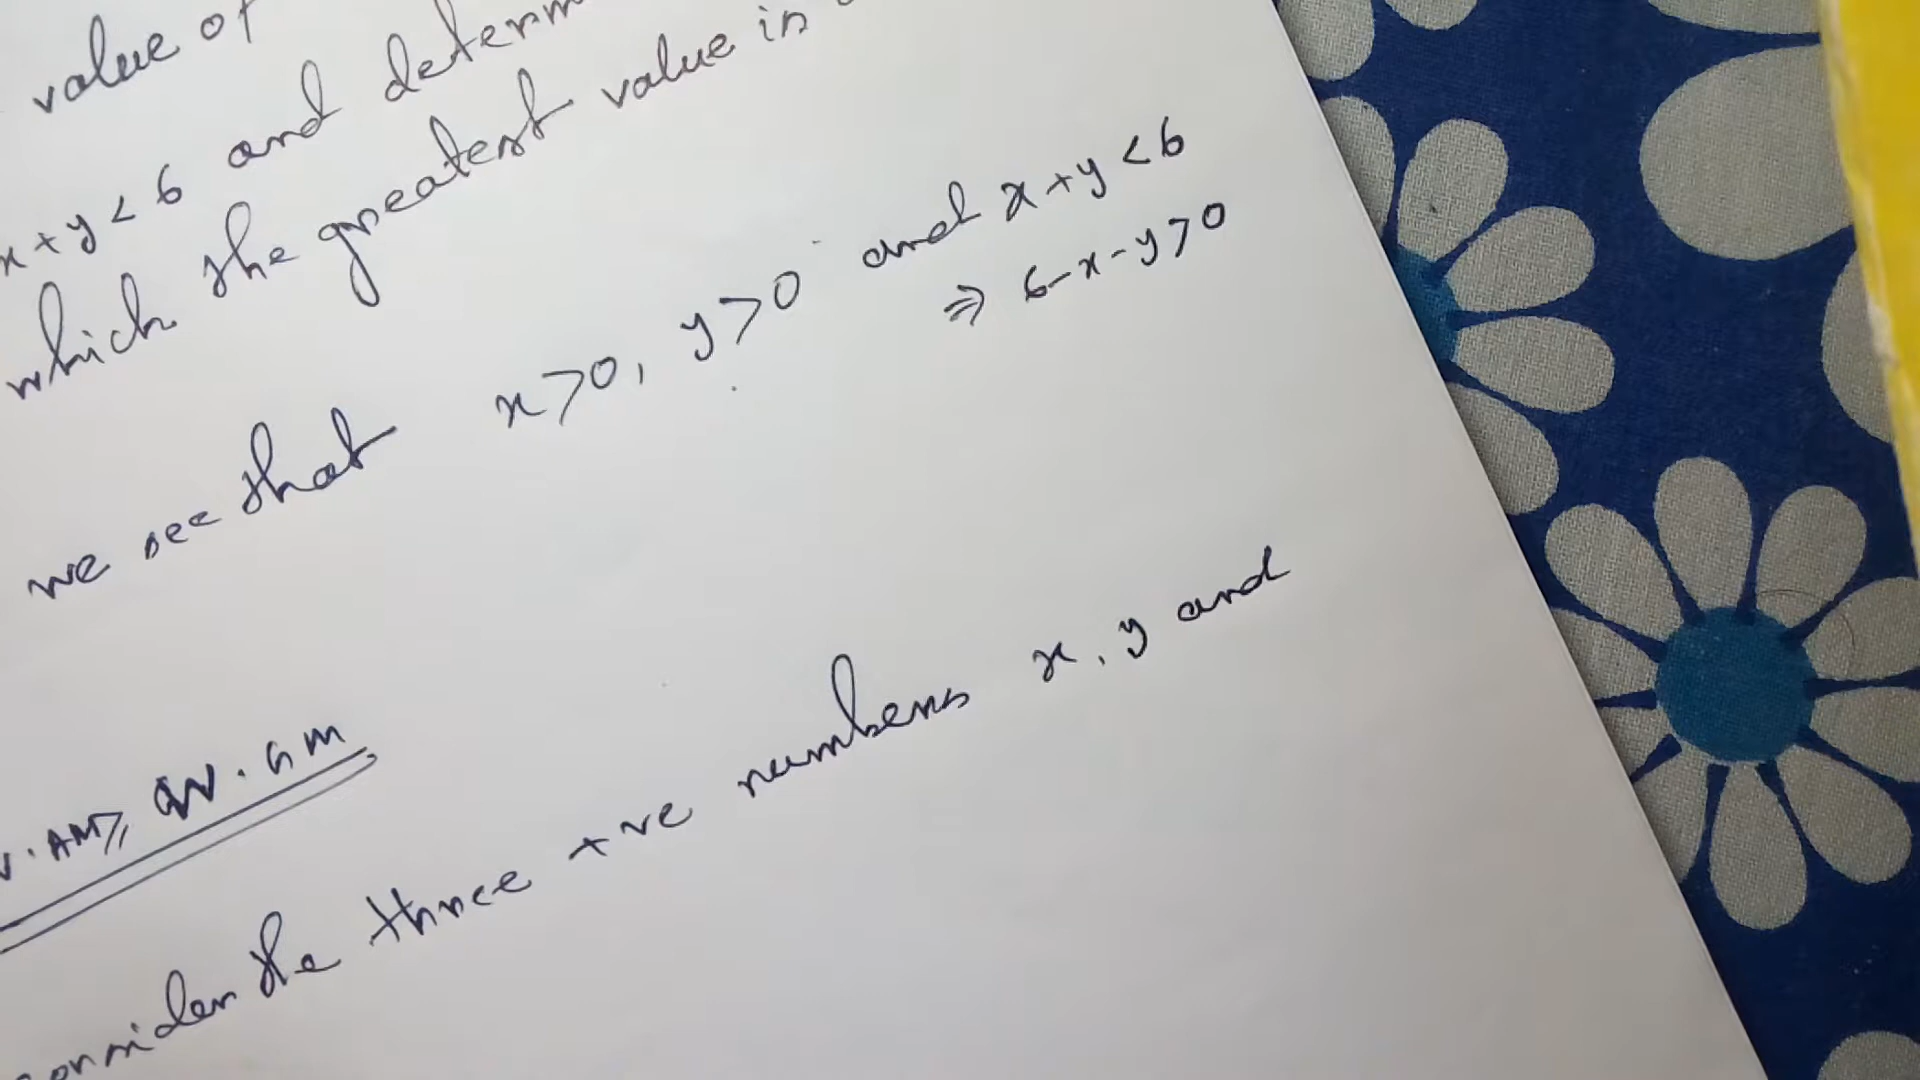 value of
x+y<6 and determ
which the greatest value is
we see that x>0, y>0 and x+y<6
⇒ 6-x-y>0
AM ≥ W. GM
consider the three +ve numbers x, y and